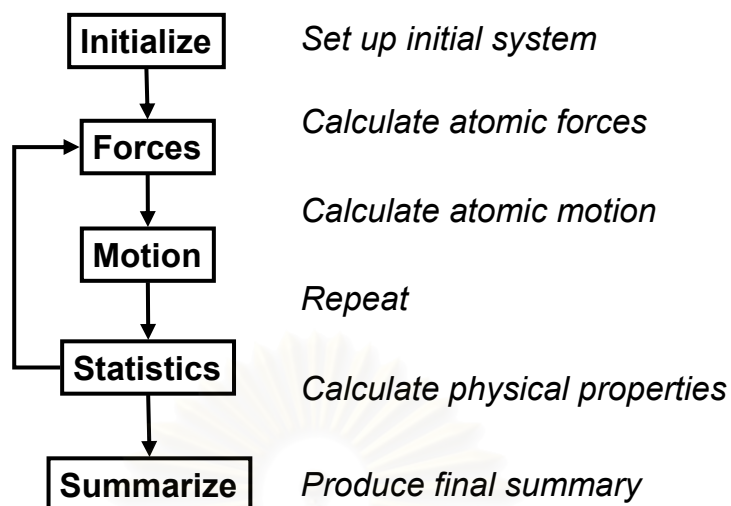 Initialize
Set up initial system
Calculate atomic forces
Forces
Calculate atomic motion
Motion
Repeat
Statistics
Calculate physical properties
Summarize
Produce final summary